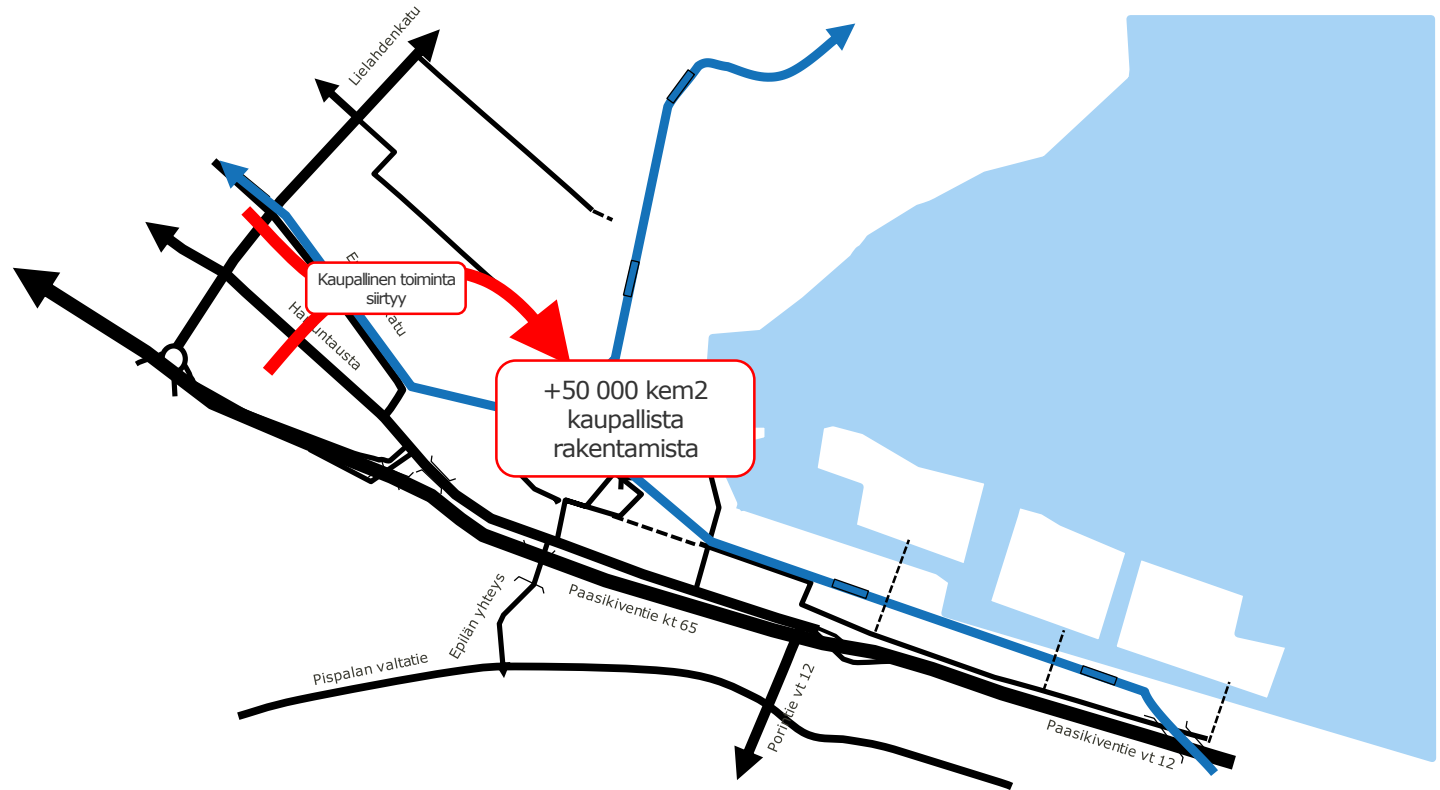 Lielahdenkatu
Kaupallinen toiminta
siirtyy
+50 000 kem2
kaupallista
rakentamista
Epilän yhteys
Paasikiventie kt 65
Pispalan valtatie
Porintie vt 12
Paasikiventie vt 12